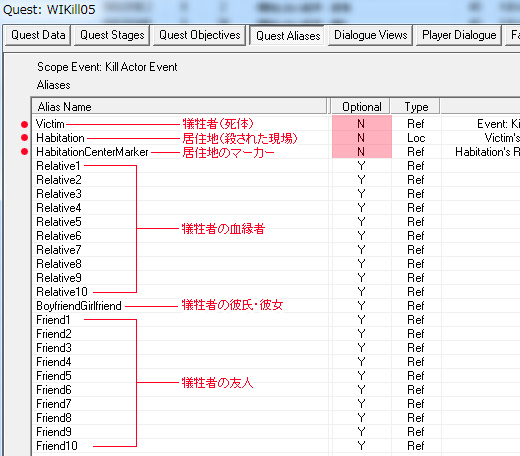 Quest: WIKill05
Quest Data Quest Stages Quest Objectives Quest Aliases Dialogue Views Player Dialogue Fa
Scope Event: Kill Actor Event
Aliases
Alias Name Optional Type
Victim 犠牲者(死体) N Ref Event: Ki
Habitation 居住地(殺された現場) N Loc Victim's
HabitationCenterMarker 居住地のマーカー N Ref Habitation's R
Relative1 Y Ref
Relative2 Y Ref
Relative3 Y Ref
Relative4 Y Ref
Relative5 犠牲者の血縁者 Y Ref
Relative6 Y Ref
Relative7 Y Ref
Relative8 Y Ref
Relative9 Y Ref
Relative10 Y Ref
BoyfriendGirlfriend 犠牲者の彼氏・彼女 Y Ref
Friend1 Y Ref
Friend2 Y Ref
Friend3 Y Ref
Friend4 Y Ref
Friend5 犠牲者の友人 Y Ref
Friend6 Y Ref
Friend7 Y Ref
Friend8 Y Ref
Friend9 Y Ref
Friend10 Y Ref